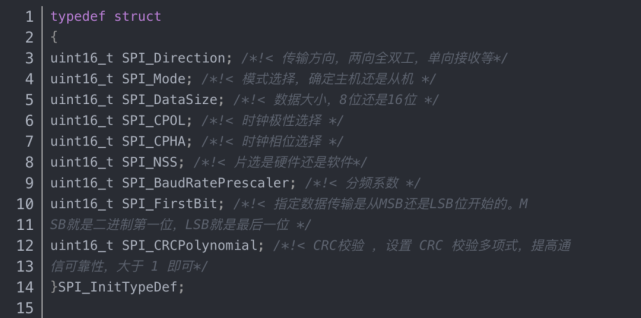 1 typedef struct
2 {
3 uint16_t SPI_Direction; /*!< 传输方向，两向全双工，单向接收等*/
4 uint16_t SPI_Mode; /*!< 模式选择，确定主机还是从机 */
5 uint16_t SPI_DataSize; /*!< 数据大小，8位还是16位 */
6 uint16_t SPI_CPOL; /*!< 时钟极性选择 */
7 uint16_t SPI_CPHA; /*!< 时钟相位选择 */
8 uint16_t SPI_NSS; /*!< 片选是硬件还是软件*/
9 uint16_t SPI_BaudRatePrescaler; /*!< 分频系数 */
10 uint16_t SPI_FirstBit; /*!< 指定数据传输是从MSB还是LSB位开始的。M
11 SB就是二进制第一位，LSB就是最后一位 */
12 uint16_t SPI_CRCPolynomial; /*!< CRC校验 ，设置 CRC 校验多项式，提高通
13 信可靠性，大于 1 即可*/
14 }SPI_InitTypeDef;
15